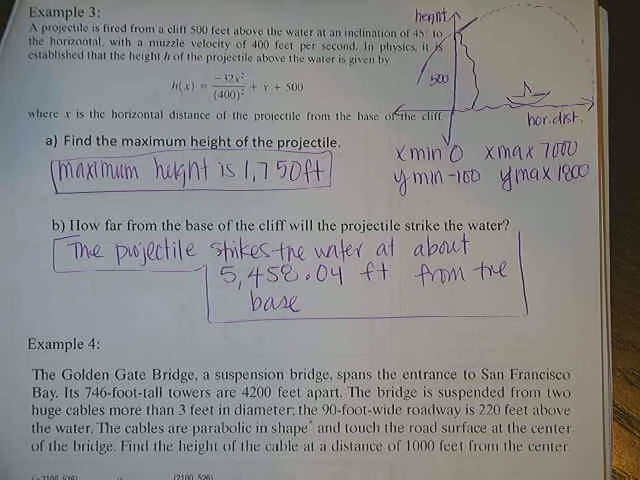 Example 3:
A projectile is fired from a cliff 500 feet above the water at an inclination of 45° to
the horizontal, with a muzzle velocity of 400 feet per second. In physics, it is
established that the height h of the projectile above the water is given by
h(x) = -32x² / (400)² + x + 500
where x is the horizontal distance of the projectile from the base of the cliff.
height
500
hor. dist.
a) Find the maximum height of the projectile.
xmin 0 xmax 7000
ymin -100 ymax 1800
maximum height is 1,750ft
b) How far from the base of the cliff will the projectile strike the water?
The projectile strikes the water at about
5,458.04 ft from the
base
Example 4:
The Golden Gate Bridge, a suspension bridge, spans the entrance to San Francisco
Bay. Its 746-foot-tall towers are 4200 feet apart. The bridge is suspended from two
huge cables more than 3 feet in diameter; the 90-foot-wide roadway is 220 feet above
the water. The cables are parabolic in shape* and touch the road surface at the center
of the bridge. Find the height of the cable at a distance of 1000 feet from the center.
(2100, 526)